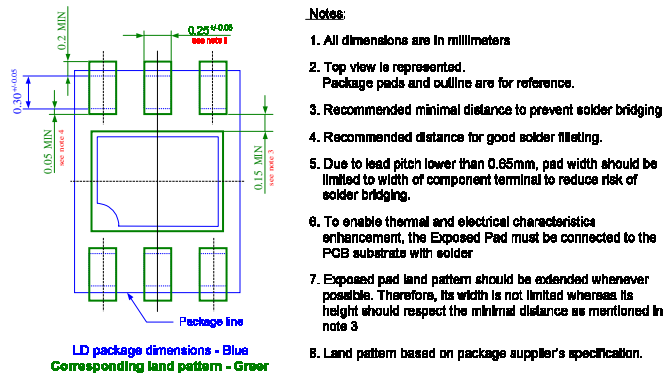 0.2 MIN
0.25+/-0.05
see note 5
0.30+/-0.05
0.05 MIN
see note 4
0.15 MIN
see note 3
Package line
LD package dimensions - Blue
Corresponding land pattern - Green
Notes:
1. All dimensions are in millimeters
2. Top view is represented.
Package pads and outline are for reference.
3. Recommended minimal distance to prevent solder bridging
4. Recommended distance for good solder filleting.
5. Due to lead pitch lower than 0.65mm, pad width should be
limited to width of component terminal to reduce risk of
solder bridging.
6. To enable thermal and electrical characteristics
enhancement, the Exposed Pad must be connected to the
PCB substrate with solder
7. Exposed pad land pattern should be extended whenever
possible. Therefore, its width is not limited whereas its
height should respect the minimal distance as mentioned in
note 3
8. Land pattern based on package supplier's specification.